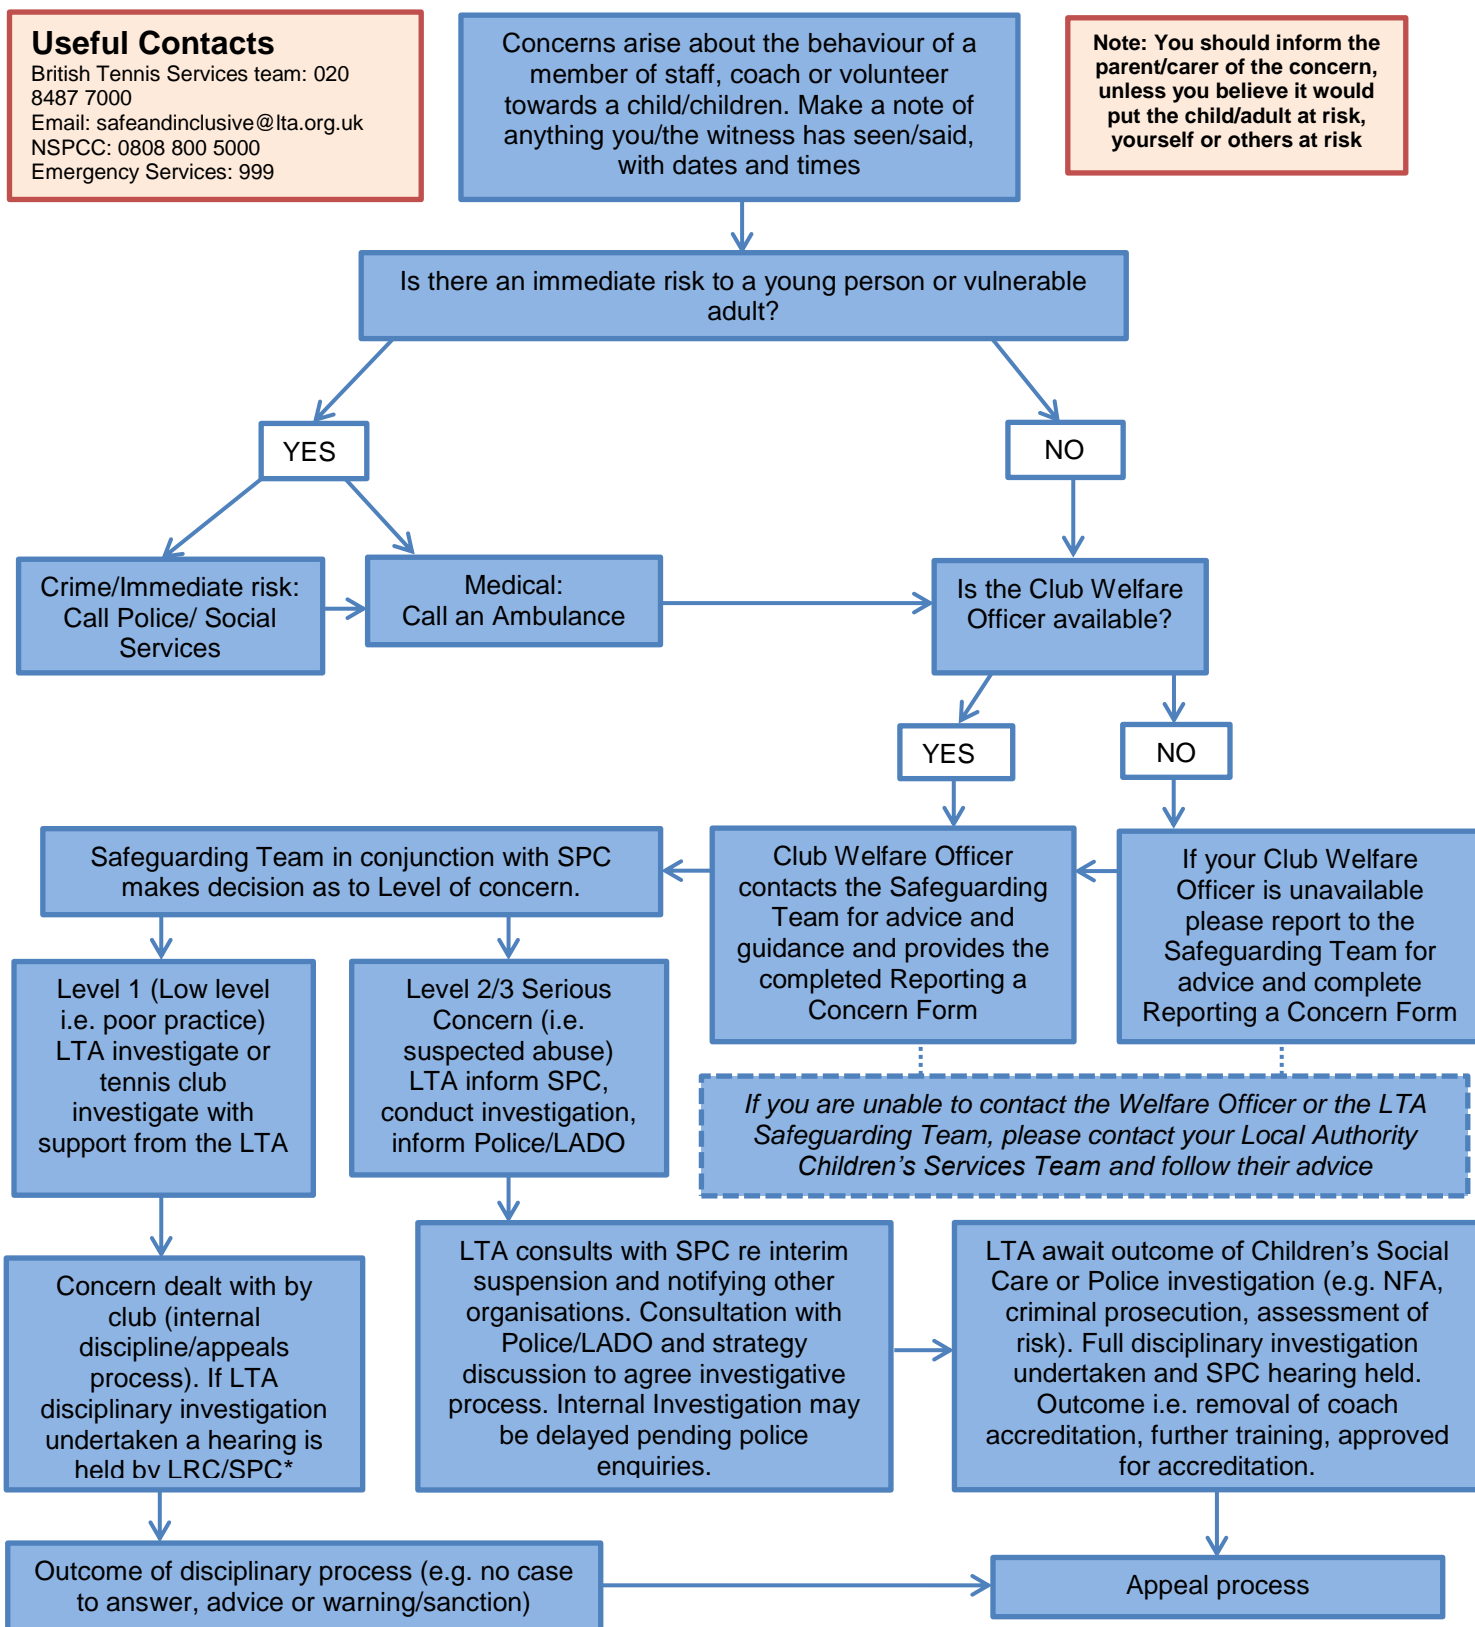 Useful Contacts
British Tennis Services team: 020
8487 7000
Email: safeandinclusive@lta.org.uk
NSPCC: 0808 800 5000
Emergency Services: 999
Concerns arise about the behaviour of a
member of staff, coach or volunteer
towards a child/children. Make a note of
anything you/the witness has seen/said,
with dates and times
Note: You should inform the
parent/carer of the concern,
unless you believe it would
put the child/adult at risk,
yourself or others at risk
Is there an immediate risk to a young person or vulnerable
adult?
YES
NO
Crime/Immediate risk:
Call Police/ Social
Services
Medical:
Call an Ambulance
Is the Club Welfare
Officer available?
YES
NO
Safeguarding Team in conjunction with SPC
makes decision as to Level of concern.
Club Welfare Officer
contacts the Safeguarding
Team for advice and
guidance and provides the
completed Reporting a
Concern Form
If your Club Welfare
Officer is unavailable
please report to the
Safeguarding Team for
advice and complete
Reporting a Concern Form
Level 1 (Low level
i.e. poor practice)
LTA investigate or
tennis club
investigate with
support from the LTA
Level 2/3 Serious
Concern (i.e.
suspected abuse)
LTA inform SPC,
conduct investigation,
inform Police/LADO
If you are unable to contact the Welfare Officer or the LTA
Safeguarding Team, please contact your Local Authority
Children’s Services Team and follow their advice
Concern dealt with by
club (internal
discipline/appeals
process). If LTA
disciplinary investigation
undertaken a hearing is
held by LRC/SPC*
LTA consults with SPC re interim
suspension and notifying other
organisations. Consultation with
Police/LADO and strategy
discussion to agree investigative
process. Internal Investigation may
be delayed pending police
enquiries.
LTA await outcome of Children’s Social
Care or Police investigation (e.g. NFA,
criminal prosecution, assessment of
risk). Full disciplinary investigation
undertaken and SPC hearing held.
Outcome i.e. removal of coach
accreditation, further training, approved
for accreditation.
Outcome of disciplinary process (e.g. no case
to answer, advice or warning/sanction)
Appeal process